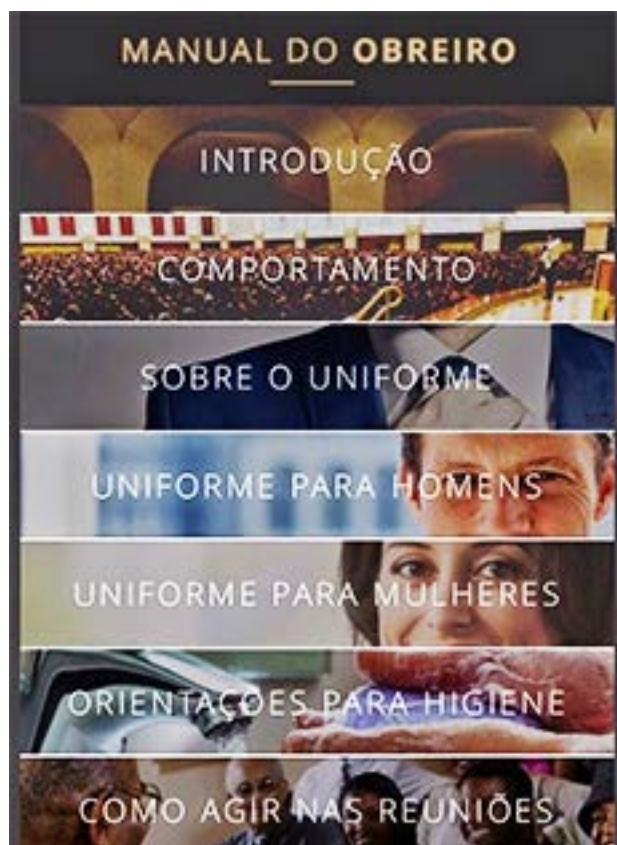 MANUAL DO OBREIRO
INTRODUÇÃO
COMPORTAMENTO
SOBRE O UNIFORME
UNIFORME PARA HOMENS
UNIFORME PARA MULHERES
ORIENTAÇÕES PARA HIGIENE
COMO AGIR NAS REUNIÕES